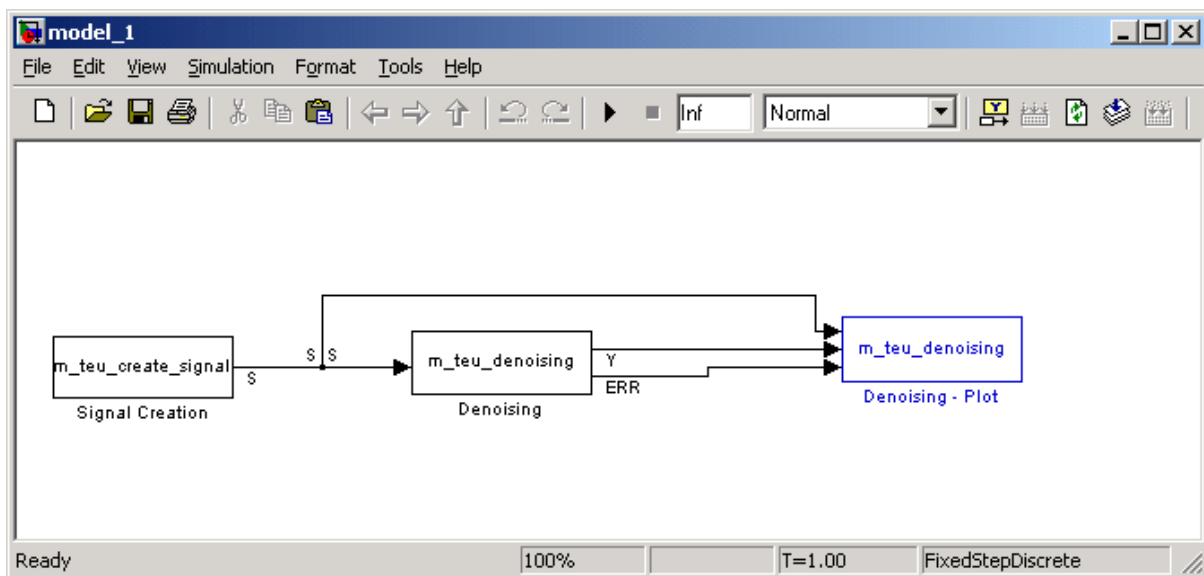 model_1
File Edit View Simulation Format Tools Help
Inf Normal
S S
m_teu_create_signal
S
Signal Creation
m_teu_denoising
Denoising
Y
ERR
m_teu_denoising
Denoising - Plot
Ready 100% T=1.00 FixedStepDiscrete